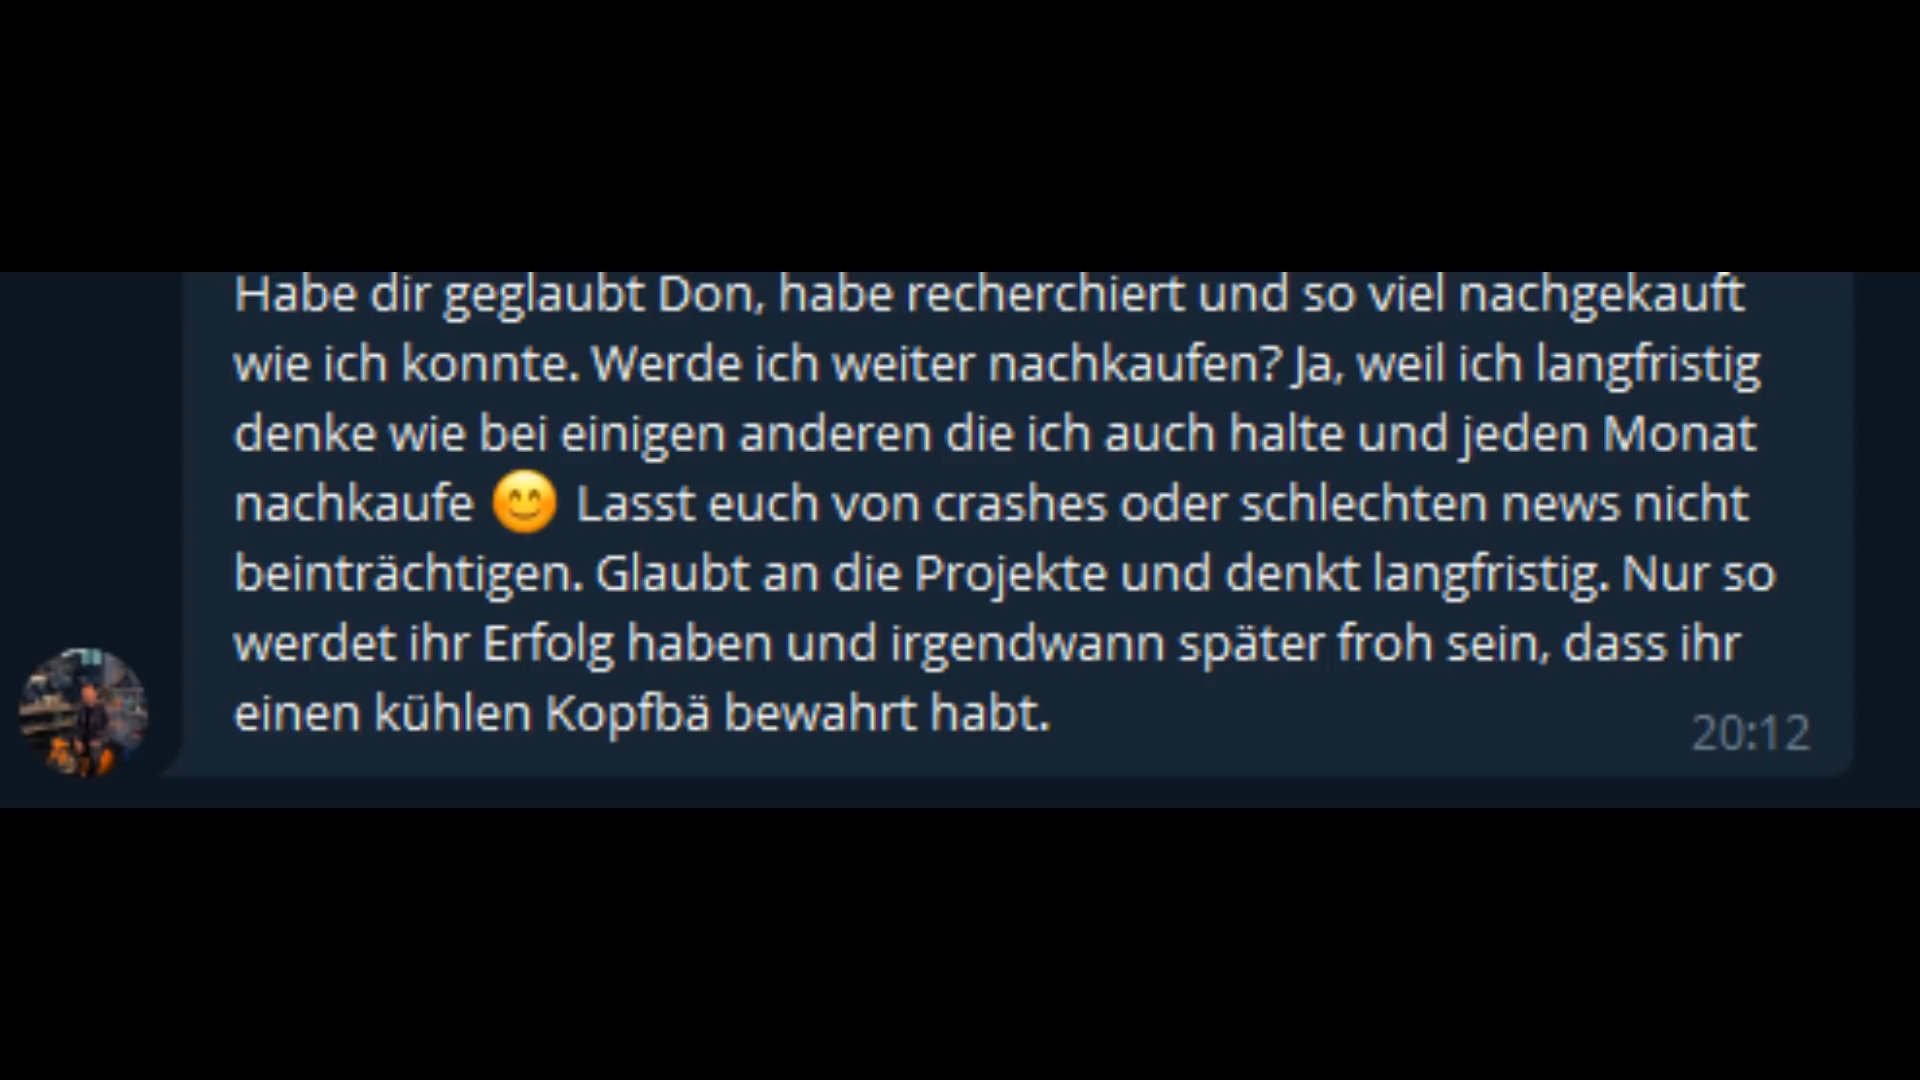 Habe dir geglaubt Don, habe recherchiert und so viel nachgekauft
wie ich konnte. Werde ich weiter nachkaufen? Ja, weil ich langfristig
denke wie bei einigen anderen die ich auch halte und jeden Monat
nachkaufe 😊 Lasst euch von crashes oder schlechten news nicht
beinträchtigen. Glaubt an die Projekte und denkt langfristig. Nur so
werdet ihr Erfolg haben und irgendwann später froh sein, dass ihr
einen kühlen Kopfbä bewahrt habt.
20:12